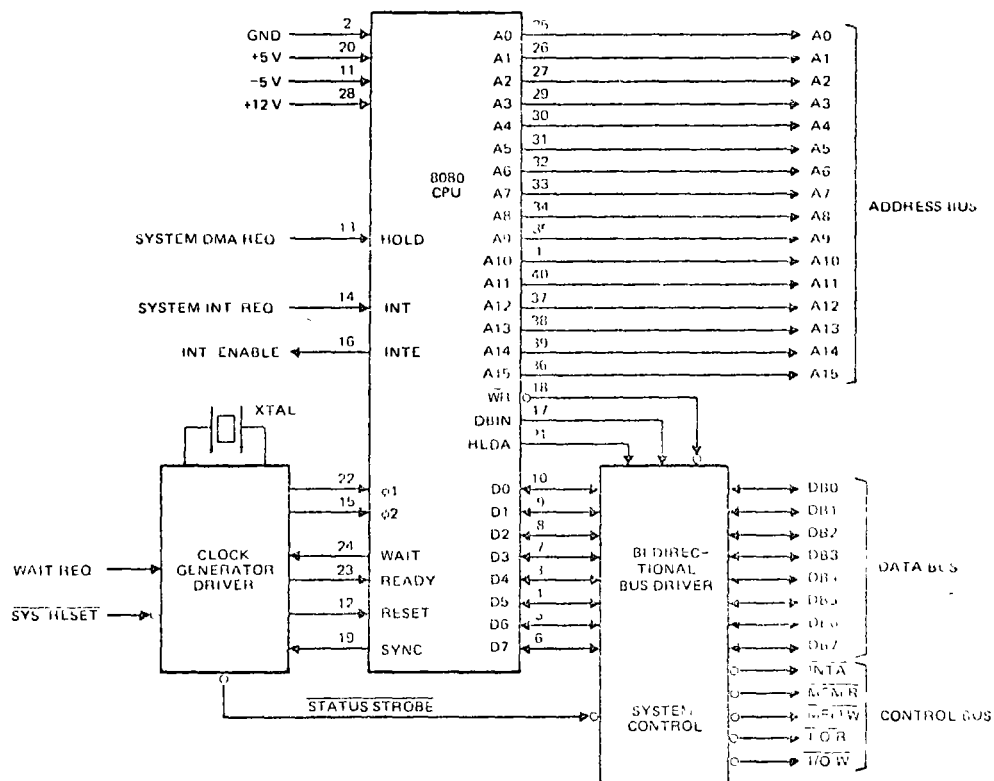 GND 2
+5 V 20
-5 V 11
+12 V 28
8080
CPU
A0 A0
A1 26 A1
A2 27 A2
A3 29 A3
A4 30 A4
A5 31 A5
A6 32 A6
A7 33 A7
A8 34 A8
A9 A9
A10 1 A10
A11 40 A11
A12 37 A12
A13 38 A13
A14 39 A14
A15 36 A15
ADDRESS BUS
SYSTEM DMA REQ 13 HOLD
SYSTEM INT REQ 14 INT
INT ENABLE 16 INTE
WR 18
DBIN 17
HLDA 21
XTAL
22 φ1
15 φ2
24 WAIT
23 READY
12 RESET
19 SYNC
CLOCK
GENERATOR
DRIVER
WAIT REQ
SYS RESET
D0 10 DB0
D1 9 DB1
D2 8 DB2
D3 7 DB3
D4
D5
D6
D7 6 DB7
BI DIREC-
TIONAL
BUS DRIVER
DATA BUS
STATUS STROBE
SYSTEM
CONTROL
INTA
I/O W
CONTROL BUS